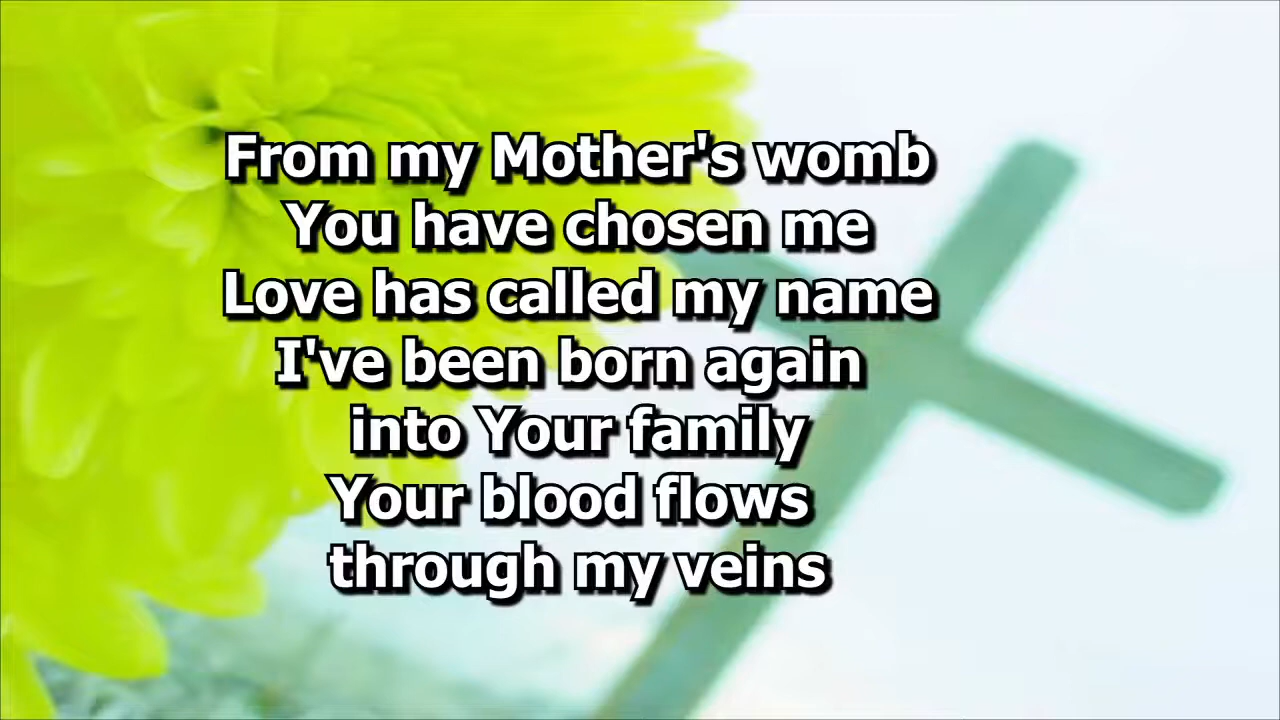 From my Mother's womb
You have chosen me
Love has called my name
I've been born again
into Your family
Your blood flows
through my veins